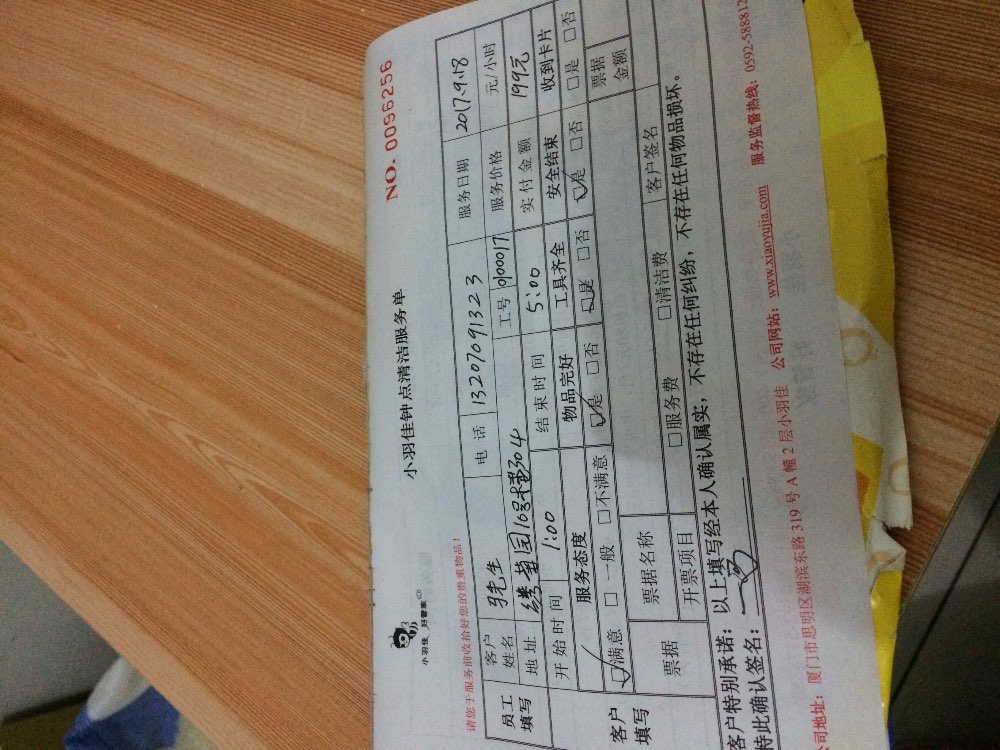 NO. 0096256
小羽佳 好管家
小羽佳钟点清洁服务单
请您于服务前收拾好您的贵重物品!
员工填写 客户姓名 先生 电话 13207091323 服务日期 2017.9.18
地址 园10号楼304 工号 0100017 服务价格 元/小时
开始时间 1:00 结束时间 5:00 实付金额 199元
客户填写 服务态度 物品完好 工具齐全 安全结束 收到卡片
☑满意 □一般 □不满意 ☑是 □否 ☑是 □否 ☑是 □否 □是 □否
票据 票据名称 票据金额
开票项目 □服务费 □清洁费 客户签名
客户特别承诺: 以上填写经本人确认属实,不存在任何纠纷,不存在任何物品损坏。
特此确认签名:
司地址:厦门市思明区湖滨东路319号A幢2层小羽佳 公司网站:www.xiaoyujia.com 服务监督热线:0592-588812